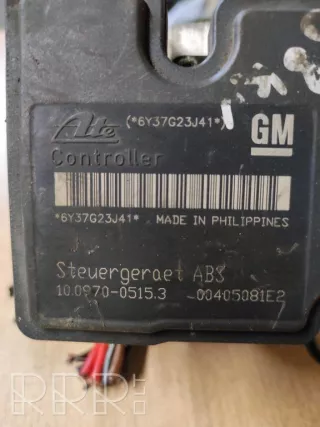 Ate (*6Y37G23J41*) GM
Controller
*6Y37G23J41* MADE IN PHILIPPINES
Steuergeraet ABS
10.0970-0515.3 00405081E2
RRR